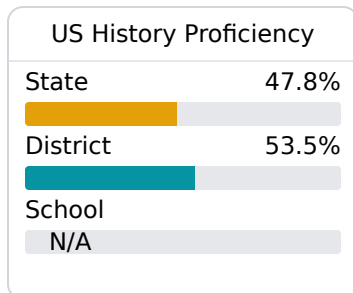 US History Proficiency
State 47.8%
District 53.5%
School
N/A